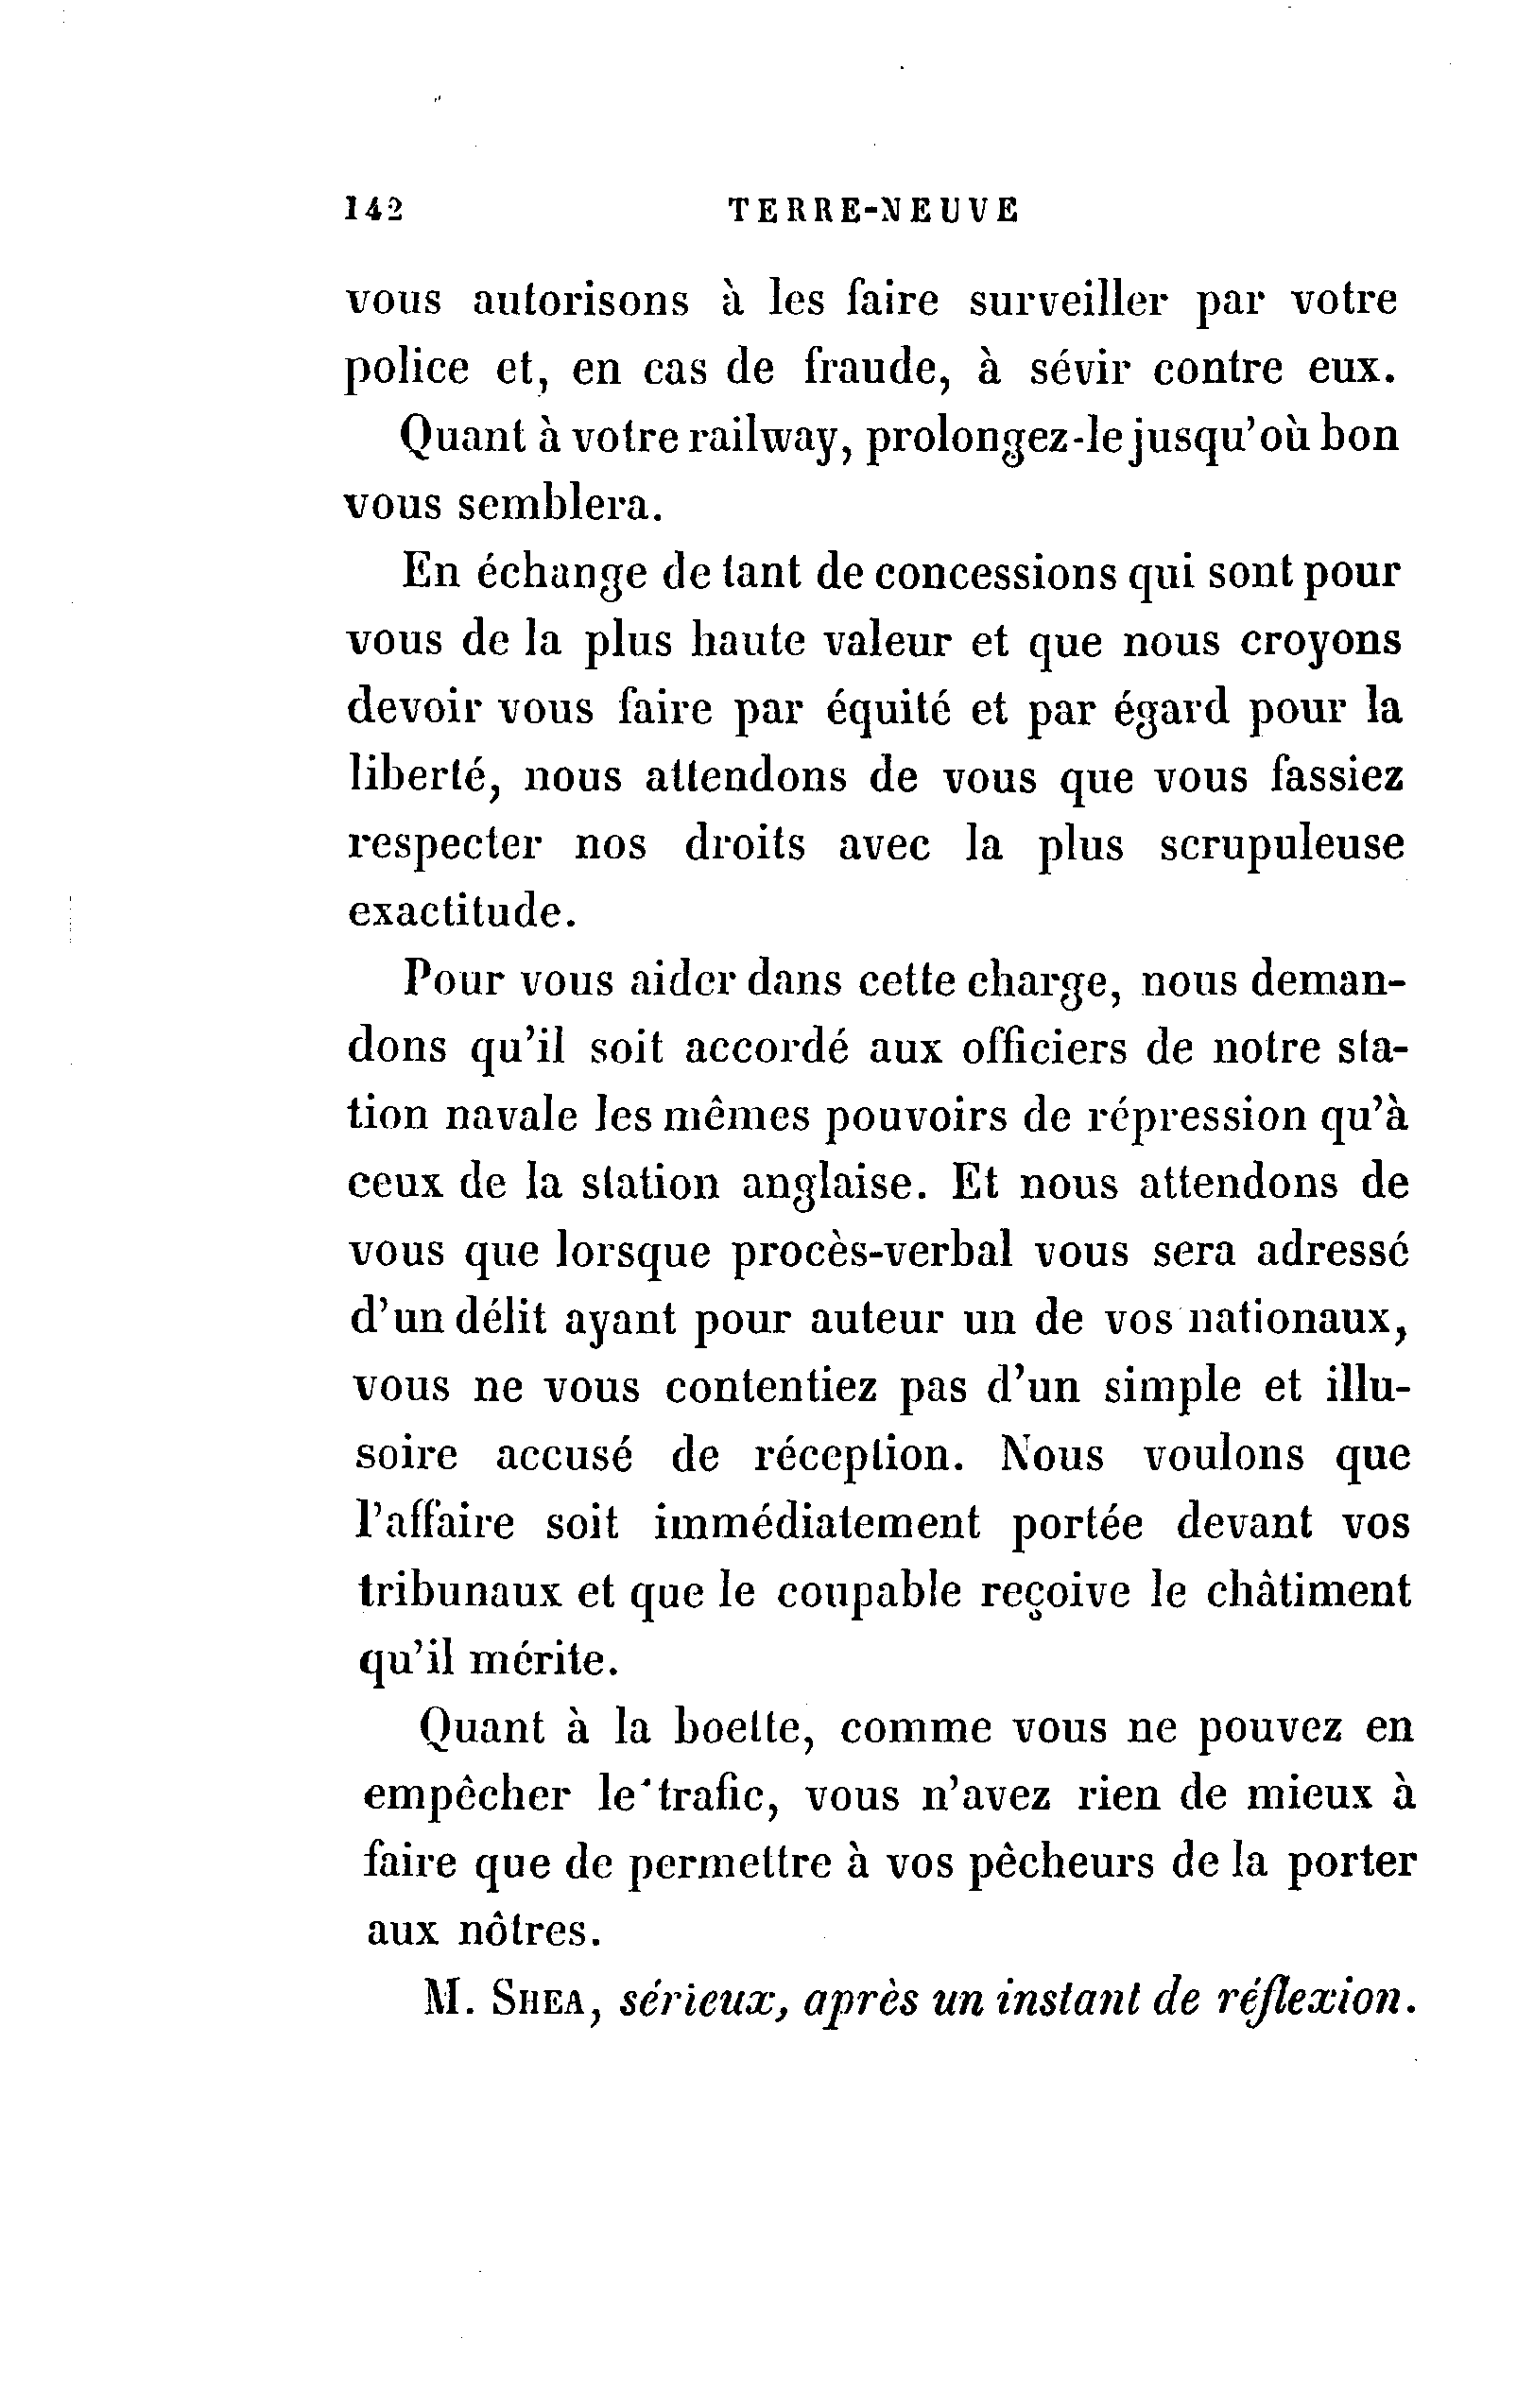 142 TERRE-NEUVE
vous autorisons à les faire surveiller par votre
police et, en cas de fraude, à sévir contre eux.
Quant à votre railway, prolongez-le jusqu'où bon
vous semblera.
En échange de tant de concessions qui sont pour
vous de la plus haute valeur et que nous croyons
devoir vous faire par équité et par égard pour la
liberté, nous attendons de vous que vous fassiez
respecter nos droits avec la plus scrupuleuse
exactitude.
Pour vous aider dans cette charge, nous deman-
dons qu'il soit accordé aux officiers de notre sta-
tion navale les mêmes pouvoirs de répression qu'à
ceux de la station anglaise. Et nous attendons de
vous que lorsque procès-verbal vous sera adressé
d'un délit ayant pour auteur un de vos nationaux,
vous ne vous contentiez pas d'un simple et illu-
soire accusé de réception. Nous voulons que
l'affaire soit immédiatement portée devant vos
tribunaux et que le coupable reçoive le châtiment
qu'il mérite.
Quant à la boette, comme vous ne pouvez en
empêcher le trafic, vous n'avez rien de mieux à
faire que de permettre à vos pêcheurs de la porter
aux nôtres.
M. SHEA, sérieux, après un instant de réflexion.